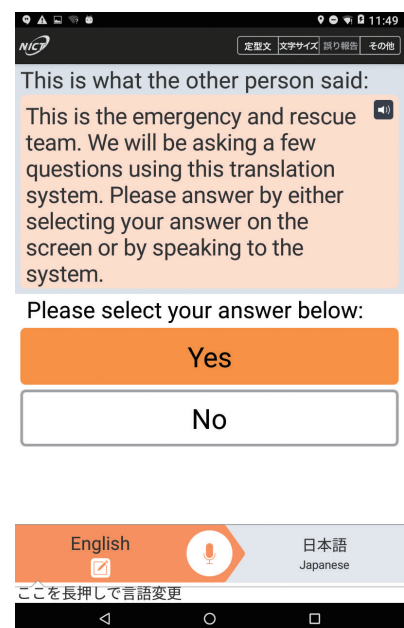 11:49
NICT
定型文 文字サイズ 誤り報告 その他
This is what the other person said:
This is the emergency and rescue
team. We will be asking a few
questions using this translation
system. Please answer by either
selecting your answer on the
screen or by speaking to the
system.
Please select your answer below:
Yes
No
English
日本語
Japanese
ここを長押しで言語変更